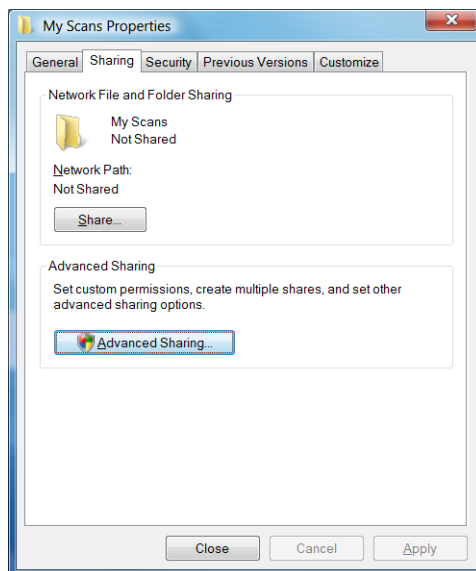 My Scans Properties
General Sharing Security Previous Versions Customize
Network File and Folder Sharing
My Scans
Not Shared
Network Path:
Not Shared
Share...
Advanced Sharing
Set custom permissions, create multiple shares, and set other
advanced sharing options.
Advanced Sharing...
Close Cancel Apply